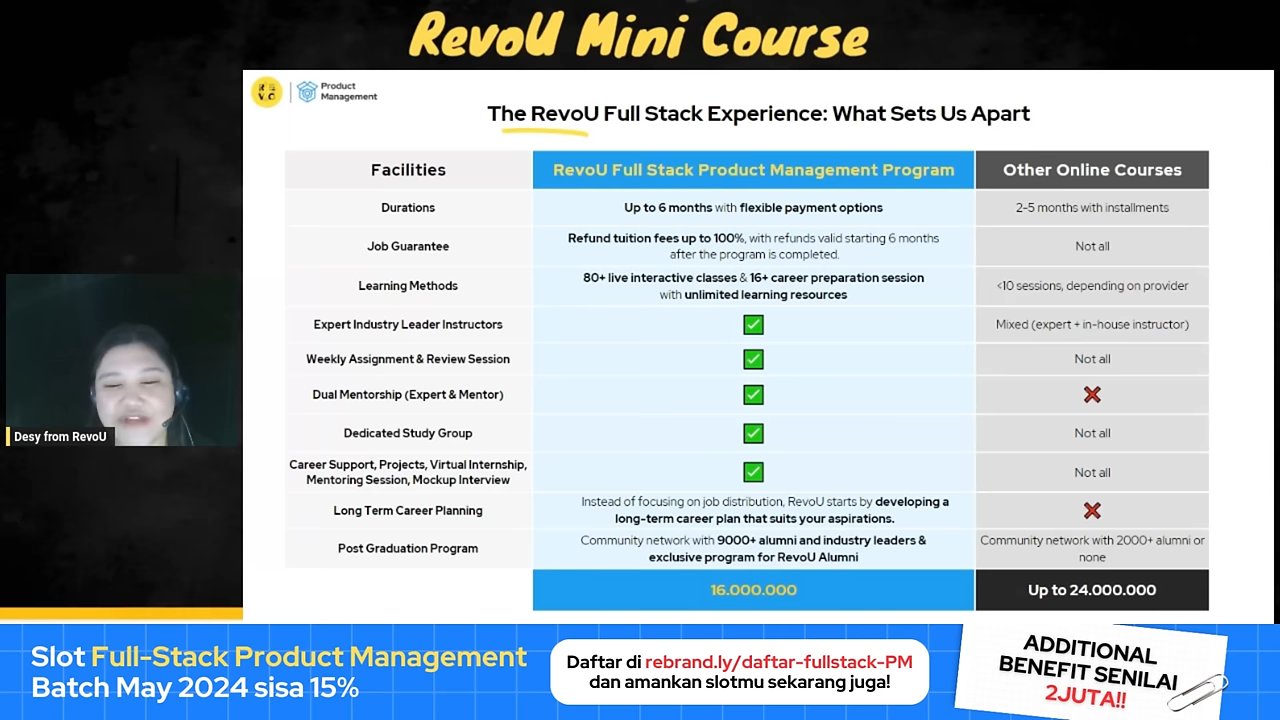 RevoU Mini Course
RE
VO
Product
Management
The RevoU Full Stack Experience: What Sets Us Apart
Facilities
RevoU Full Stack Product Management Program
Other Online Courses
Durations
Up to 6 months with flexible payment options
2-5 months with installments
Job Guarantee
Refund tuition fees up to 100%, with refunds valid starting 6 months
after the program is completed.
Not all
Learning Methods
80+ live interactive classes & 16+ career preparation session
with unlimited learning resources
<10 sessions, depending on provider
Expert Industry Leader Instructors
Mixed (expert + in-house instructor)
Weekly Assignment & Review Session
Not all
Dual Mentorship (Expert & Mentor)
Dedicated Study Group
Not all
Career Support, Projects, Virtual Internship,
Mentoring Session, Mockup Interview
Not all
Long Term Career Planning
Instead of focusing on job distribution, RevoU starts by developing a
long-term career plan that suits your aspirations.
Post Graduation Program
Community network with 9000+ alumni and industry leaders &
exclusive program for RevoU Alumni
Community network with 2000+ alumni or
none
16.000.000
Up to 24.000.000
Desy from RevoU
Slot Full-Stack Product Management
Batch May 2024 sisa 15%
Daftar di rebrand.ly/daftar-fullstack-PM
dan amankan slotmu sekarang juga!
ADDITIONAL
BENEFIT SENILAI
2JUTA!!